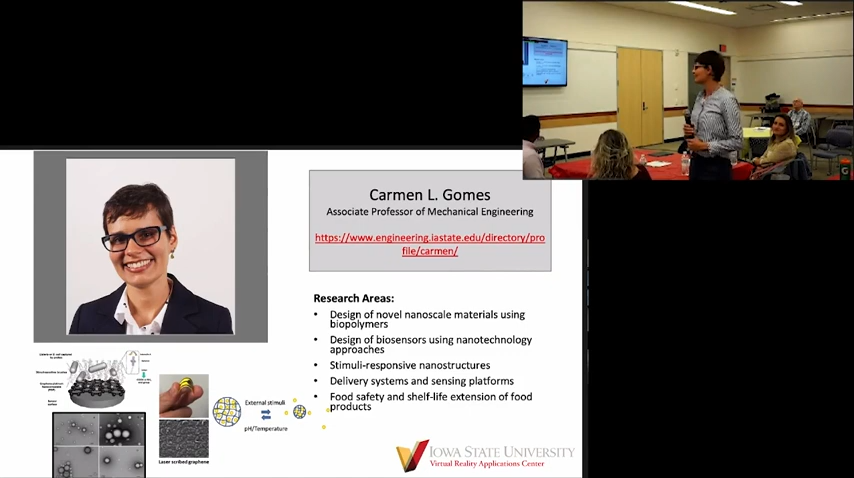 Carmen L. Gomes
Associate Professor of Mechanical Engineering
https://www.engineering.iastate.edu/directory/pro
file/carmen/
Research Areas:
• Design of novel nanoscale materials using
biopolymers
• Design of biosensors using nanotechnology
approaches
• Stimuli-responsive nanostructures
• Delivery systems and sensing platforms
• Food safety and shelf-life extension of food
products
External stimuli
pH/Temperature
Laser scribed graphene
IOWA STATE UNIVERSITY
Virtual Reality Applications Center